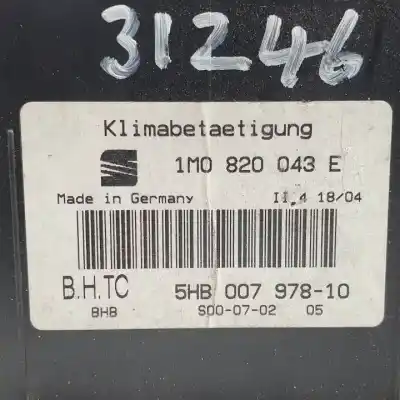 31246
Klimabetaetigung
1M0 820 043 E
Made in Germany II.4 18/04
B.H.TC 5HB 007 978-10
BHB S00-07-02 05